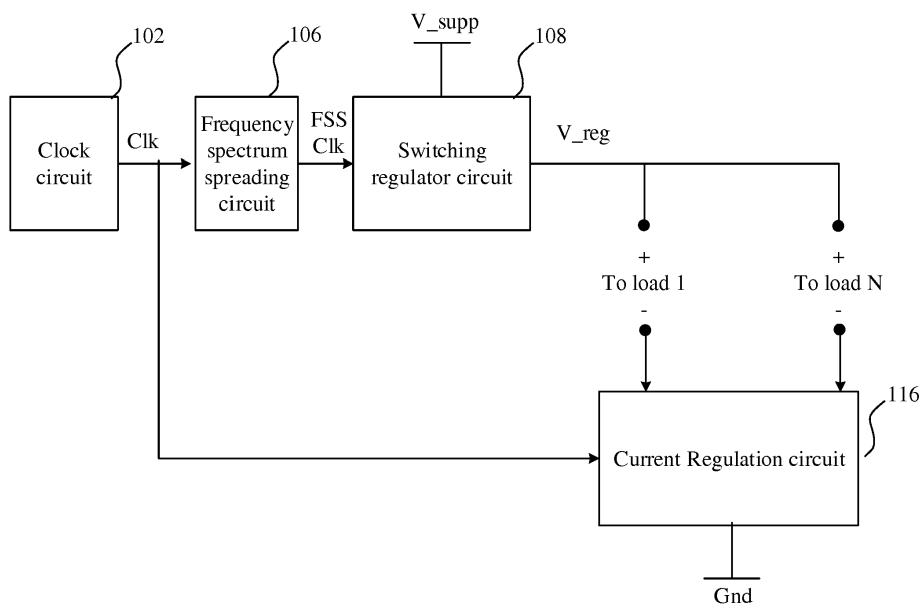 V_supp
102
106
108
Clock
circuit
Clk
Frequency
spectrum
spreading
circuit
FSS
Clk
Switching
regulator circuit
V_reg
+
To load 1
-
+
To load N
-
116
Current Regulation circuit
Gnd